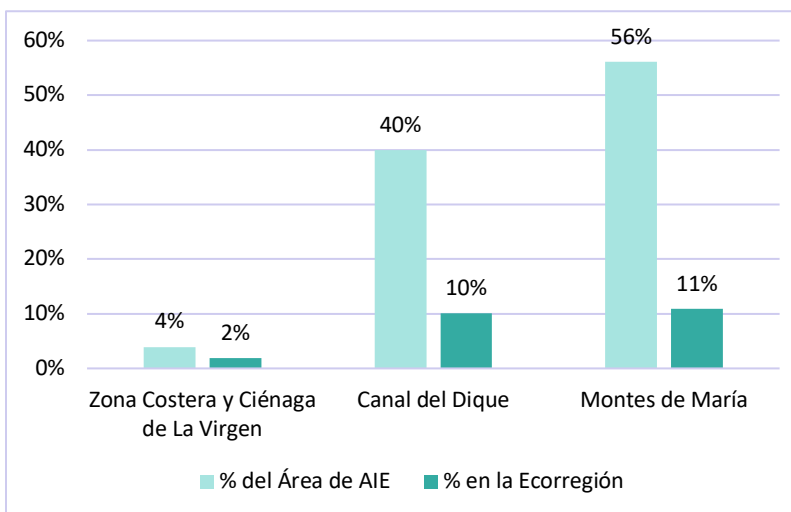 60%
50%
40%
30%
20%
10%
0%
4%
2%
40%
10%
56%
11%
Zona Costera y Ciénaga
de La Virgen
Canal del Dique
Montes de María
% del Área de AIE
% en la Ecorregión